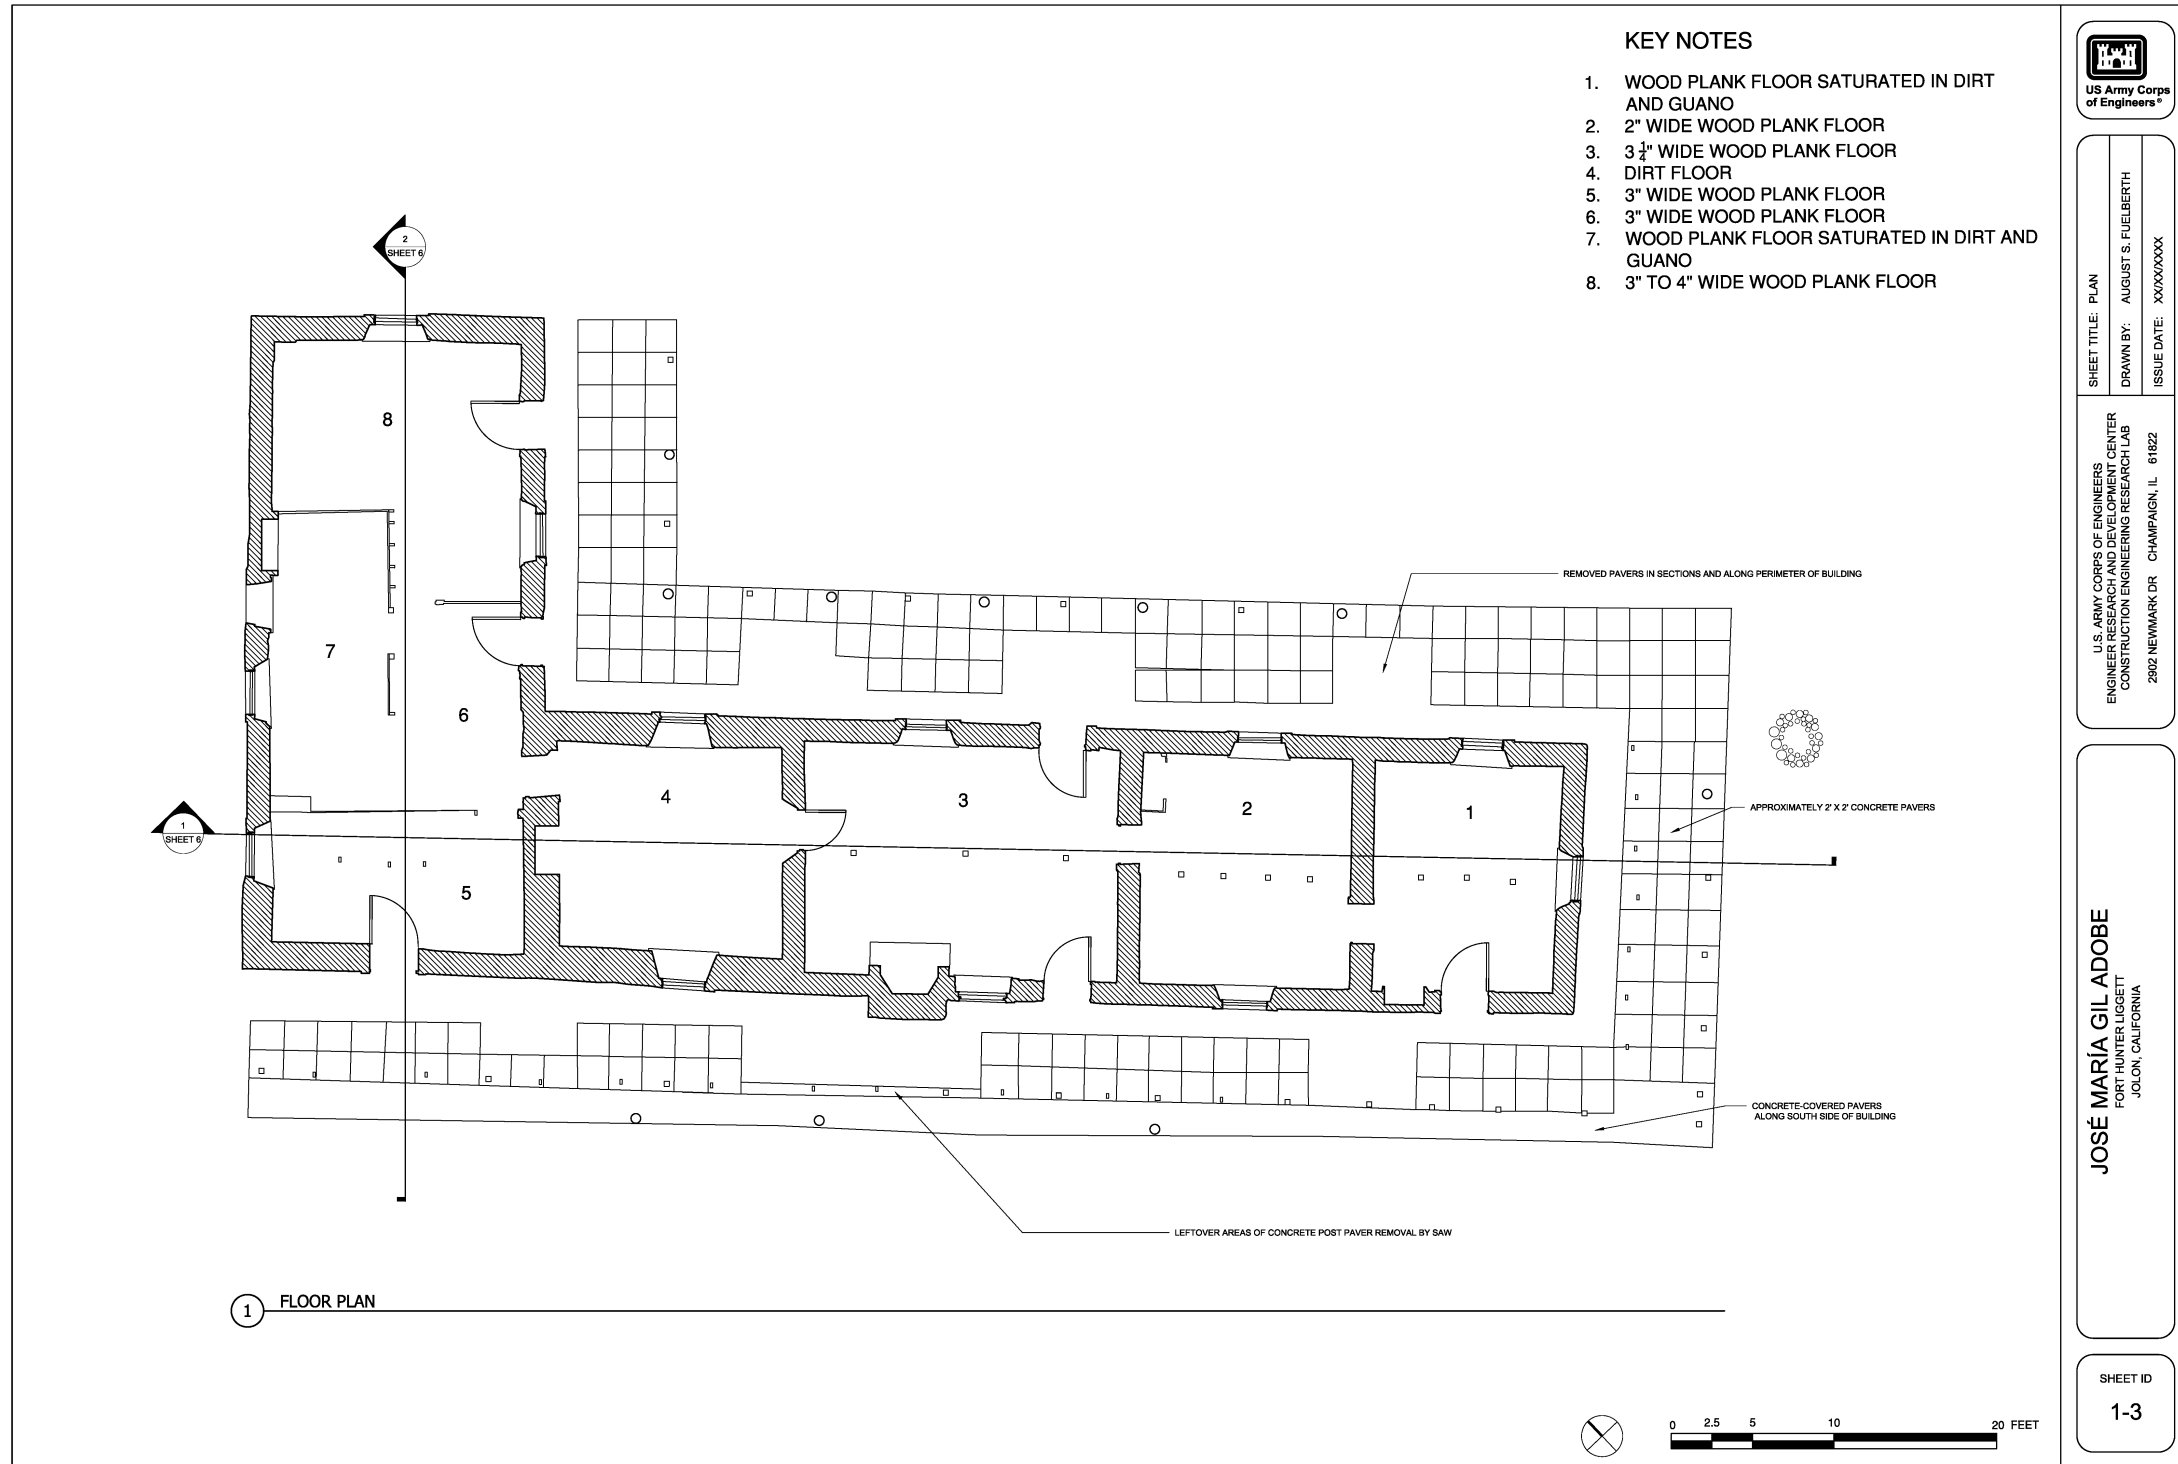 KEY NOTES
1. WOOD PLANK FLOOR SATURATED IN DIRT
AND GUANO
2. 2" WIDE WOOD PLANK FLOOR
3. 3 1/4" WIDE WOOD PLANK FLOOR
4. DIRT FLOOR
5. 3" WIDE WOOD PLANK FLOOR
6. 3" WIDE WOOD PLANK FLOOR
7. WOOD PLANK FLOOR SATURATED IN DIRT AND
GUANO
8. 3" TO 4" WIDE WOOD PLANK FLOOR
2
SHEET 6
8
7
6
4
3
2
1
5
1
SHEET 6
REMOVED PAVERS IN SECTIONS AND ALONG PERIMETER OF BUILDING
APPROXIMATELY 2' X 2' CONCRETE PAVERS
CONCRETE-COVERED PAVERS
ALONG SOUTH SIDE OF BUILDING
LEFTOVER AREAS OF CONCRETE POST PAVER REMOVAL BY SAW
1 FLOOR PLAN
0 2.5 5 10 20 FEET
US Army Corps
of Engineers®
SHEET TITLE: PLAN
DRAWN BY: AUGUST S. FUELBERTH
ISSUE DATE: XX/XX/XXXX
U.S. ARMY CORPS OF ENGINEERS
ENGINEER RESEARCH AND DEVELOPMENT CENTER
CONSTRUCTION ENGINEERING RESEARCH LAB
2902 NEWMARK DR CHAMPAIGN, IL 61822
JOSÉ MARÍA GIL ADOBE
FORT HUNTER LIGGETT
JOLON, CALIFORNIA
SHEET ID
1-3